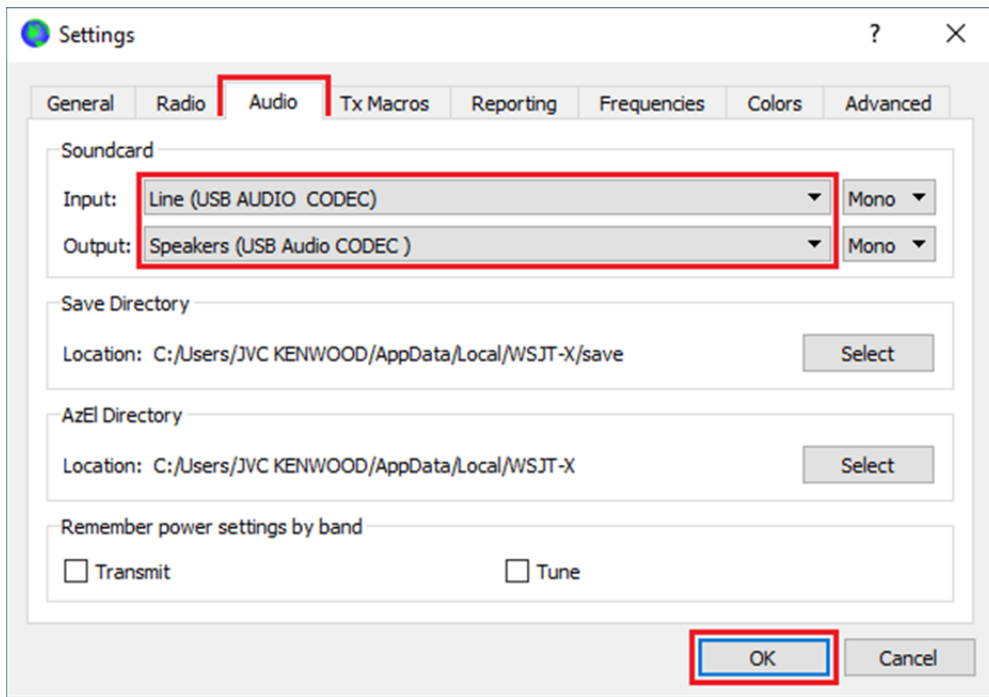 Settings ?
General Radio Audio Tx Macros Reporting Frequencies Colors Advanced
Soundcard
Input: Line (USB AUDIO  CODEC) Mono
Output: Speakers (USB Audio CODEC ) Mono
Save Directory
Location: C:/Users/JVC KENWOOD/AppData/Local/WSJT-X/save Select
AzEl Directory
Location: C:/Users/JVC KENWOOD/AppData/Local/WSJT-X Select
Remember power settings by band
Transmit Tune
OK Cancel